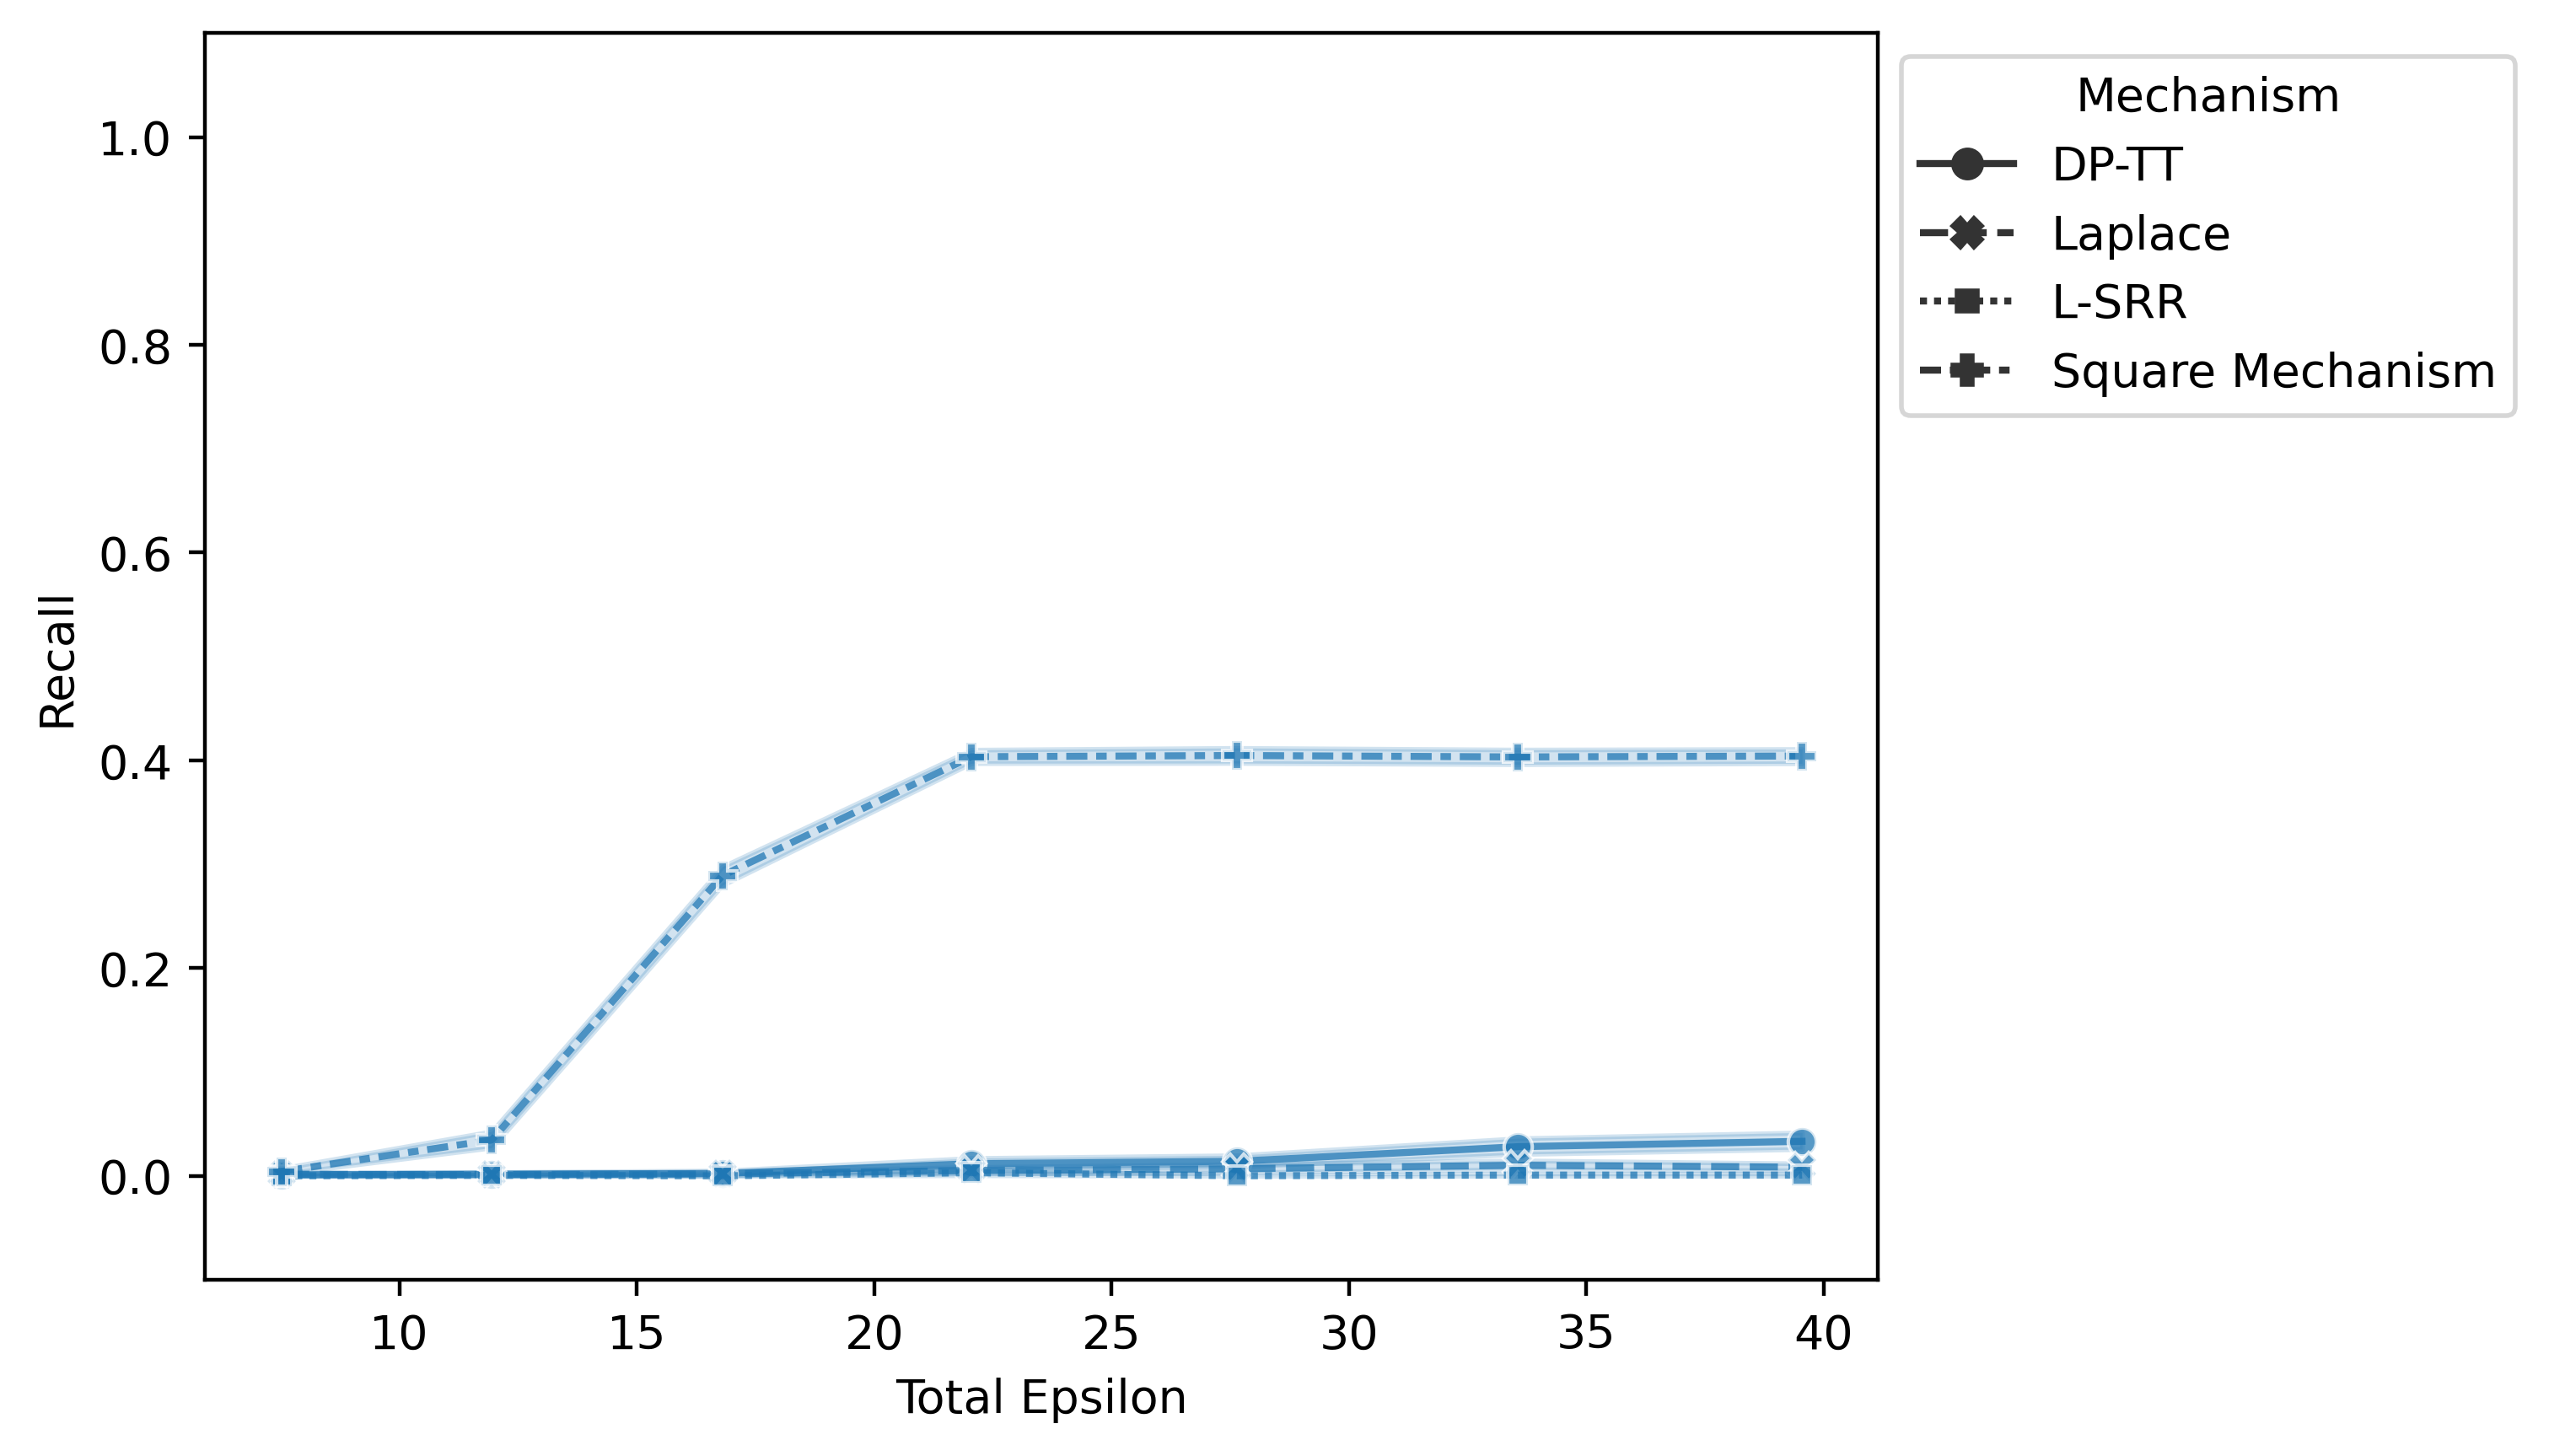 Mechanism
DP-TT
Laplace
L-SRR
Square Mechanism
1.0
0.8
0.6
0.4
0.2
0.0
Recall
10 15 20 25 30 35 40
Total Epsilon